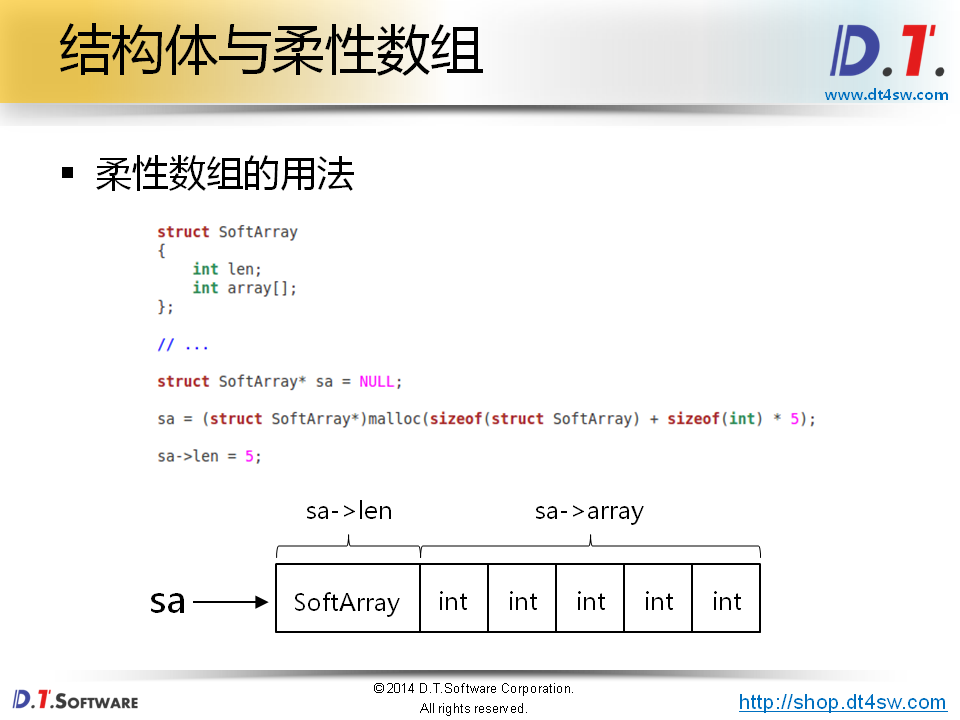 结构体与柔性数组
D.T.
www.dt4sw.com
▪ 柔性数组的用法
struct SoftArray
{
    int len;
    int array[];
};
// ...
struct SoftArray* sa = NULL;
sa = (struct SoftArray*)malloc(sizeof(struct SoftArray) + sizeof(int) * 5);
sa->len = 5;
sa->len sa->array
sa SoftArray int int int int int
D.T.SOFTWARE
©2014 D.T.Software Corporation.
All rights reserved.
http://shop.dt4sw.com